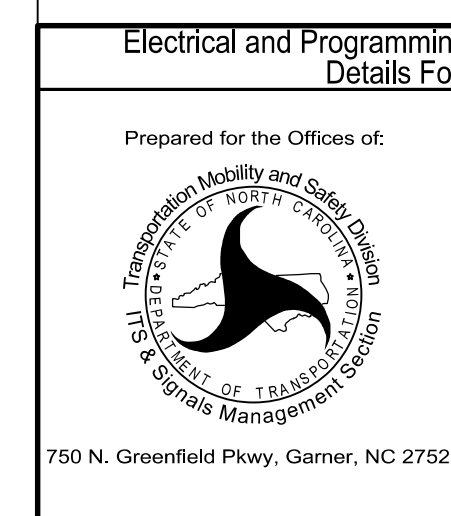 Electrical and Programmin
Details Fo
Prepared for the Offices of:
Transportation Mobility and Safety Division
STATE OF NORTH CAROLINA
DEPARTMENT OF TRANSPORTATION
ITS & Signals Management Section
750 N. Greenfield Pkwy, Garner, NC 2752